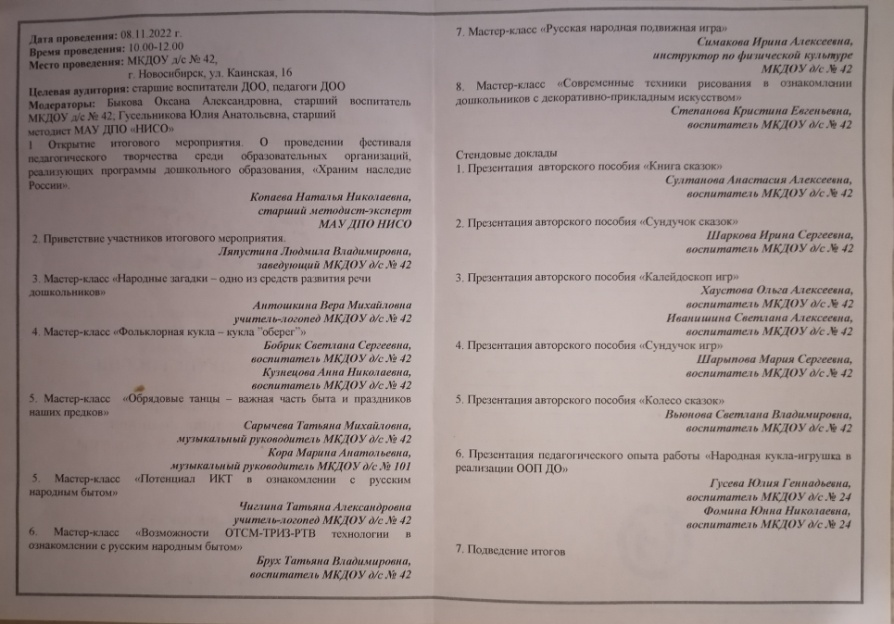 Дата проведения: 08.11.2022 г.
Время проведения: 10.00-12.00
Место проведения: МКДОУ д/с № 42,
г. Новосибирск, ул. Каинская, 16
Целевая аудитория: старшие воспитатели ДОО, педагоги ДОО
Модераторы: Быкова Оксана Александровна, старший воспитатель
МКДОУ д/с № 42; Гусельникова Юлия Анатольевна, старший
методист МАУ ДПО «НИСО»
1 Открытие итогового мероприятия. О проведении фестиваля
педагогического творчества среди образовательных организаций,
реализующих программы дошкольного образования, «Храним наследие
России».
Копаева Наталья Николаевна,
старший методист-эксперт
МАУ ДПО НИСО
2. Приветствие участников итогового мероприятия.
Ляпустина Людмила Владимировна,
заведующий МКДОУ д/с № 42
3. Мастер-класс «Народные загадки – одно из средств развития речи
дошкольников»
Антошкина Вера Михайловна
учитель-логопед МКДОУ д/с № 42
4. Мастер-класс «Фольклорная кукла – кукла "оберег"»
Бобрик Светлана Сергеевна,
воспитатель МКДОУ д/с № 42
Кузнецова Анна Николаевна,
воспитатель МКДОУ д/с № 42
5. Мастер-класс «Обрядовые танцы – важная часть быта и праздников
наших предков»
Сарычева Татьяна Михайловна,
музыкальный руководитель МКДОУ д/с № 42
Кора Марина Анатольевна,
музыкальный руководитель МКДОУ д/с № 101
5. Мастер-класс «Потенциал ИКТ в ознакомлении с русским
народным бытом»
Чиглина Татьяна Александровна
учитель-логопед МКДОУ д/с № 42
6. Мастер-класс «Возможности ОТСМ-ТРИЗ-РТВ технологии в
ознакомлении с русским народным бытом»
Брух Татьяна Владимировна,
воспитатель МКДОУ д/с № 42
7. Мастер-класс «Русская народная подвижная игра»
Симакова Ирина Алексеевна,
инструктор по физической культуре
МКДОУ д/с № 42
8. Мастер-класс «Современные техники рисования в ознакомлении
дошкольников с декоративно-прикладным искусством»
Степанова Кристина Евгеньевна,
воспитатель МКДОУ д/с № 42
Стендовые доклады
1. Презентация авторского пособия «Книга сказок»
Султанова Анастасия Алексеевна,
воспитатель МКДОУ д/с № 42
2. Презентация авторского пособия «Сундучок сказок»
Шаркова Ирина Сергеевна,
воспитатель МКДОУ д/с № 42
3. Презентация авторского пособия «Калейдоскоп игр»
Хаустова Ольга Алексеевна,
воспитатель МКДОУ д/с № 42
Иванишина Светлана Алексеевна,
воспитатель МКДОУ д/с № 42
4. Презентация авторского пособия «Сундучок игр»
Шарыпова Мария Сергеевна,
воспитатель МКДОУ д/с № 42
5. Презентация авторского пособия «Колесо сказок»
Вьюнова Светлана Владимировна,
воспитатель МКДОУ д/с № 42
6. Презентация педагогического опыта работы «Народная кукла-игрушка в
реализации ООП ДО»
Гусева Юлия Геннадьевна,
воспитатель МКДОУ д/с № 24
Фомина Юнна Николаевна,
воспитатель МКДОУ д/с № 24
7. Подведение итогов